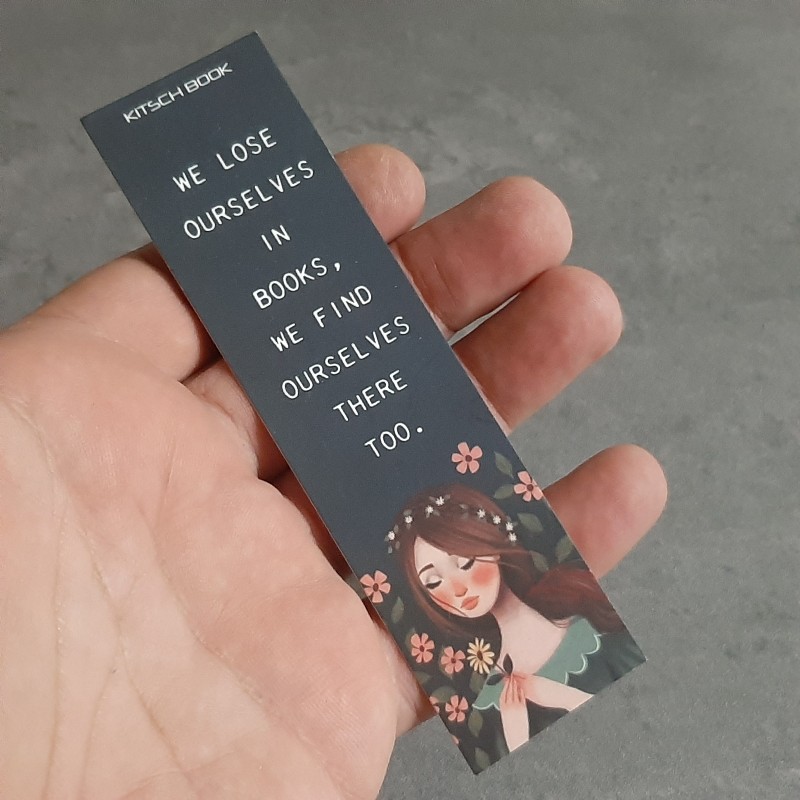 KITSCH BOOK
WE LOSE
OURSELVES
IN
BOOKS,
WE FIND
OURSELVES
THERE
TOO.